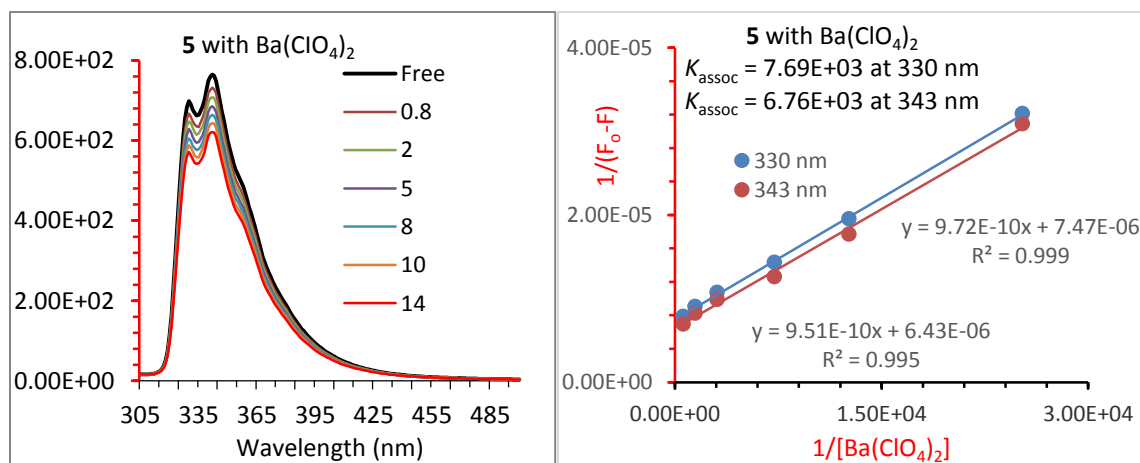 5 with Ba(ClO4)2
8.00E+02
6.00E+02
4.00E+02
2.00E+02
0.00E+00
Free
0.8
2
5
8
10
14
305 335 365 395 425 455 485
Wavelength (nm)
5 with Ba(ClO4)2
Kassoc = 7.69E+03 at 330 nm
Kassoc = 6.76E+03 at 343 nm
4.00E-05
2.00E-05
0.00E+00
1/(Fo-F)
330 nm
343 nm
y = 9.72E-10x + 7.47E-06
R² = 0.999
y = 9.51E-10x + 6.43E-06
R² = 0.995
0.00E+00 1.50E+04 3.00E+04
1/[Ba(ClO4)2]